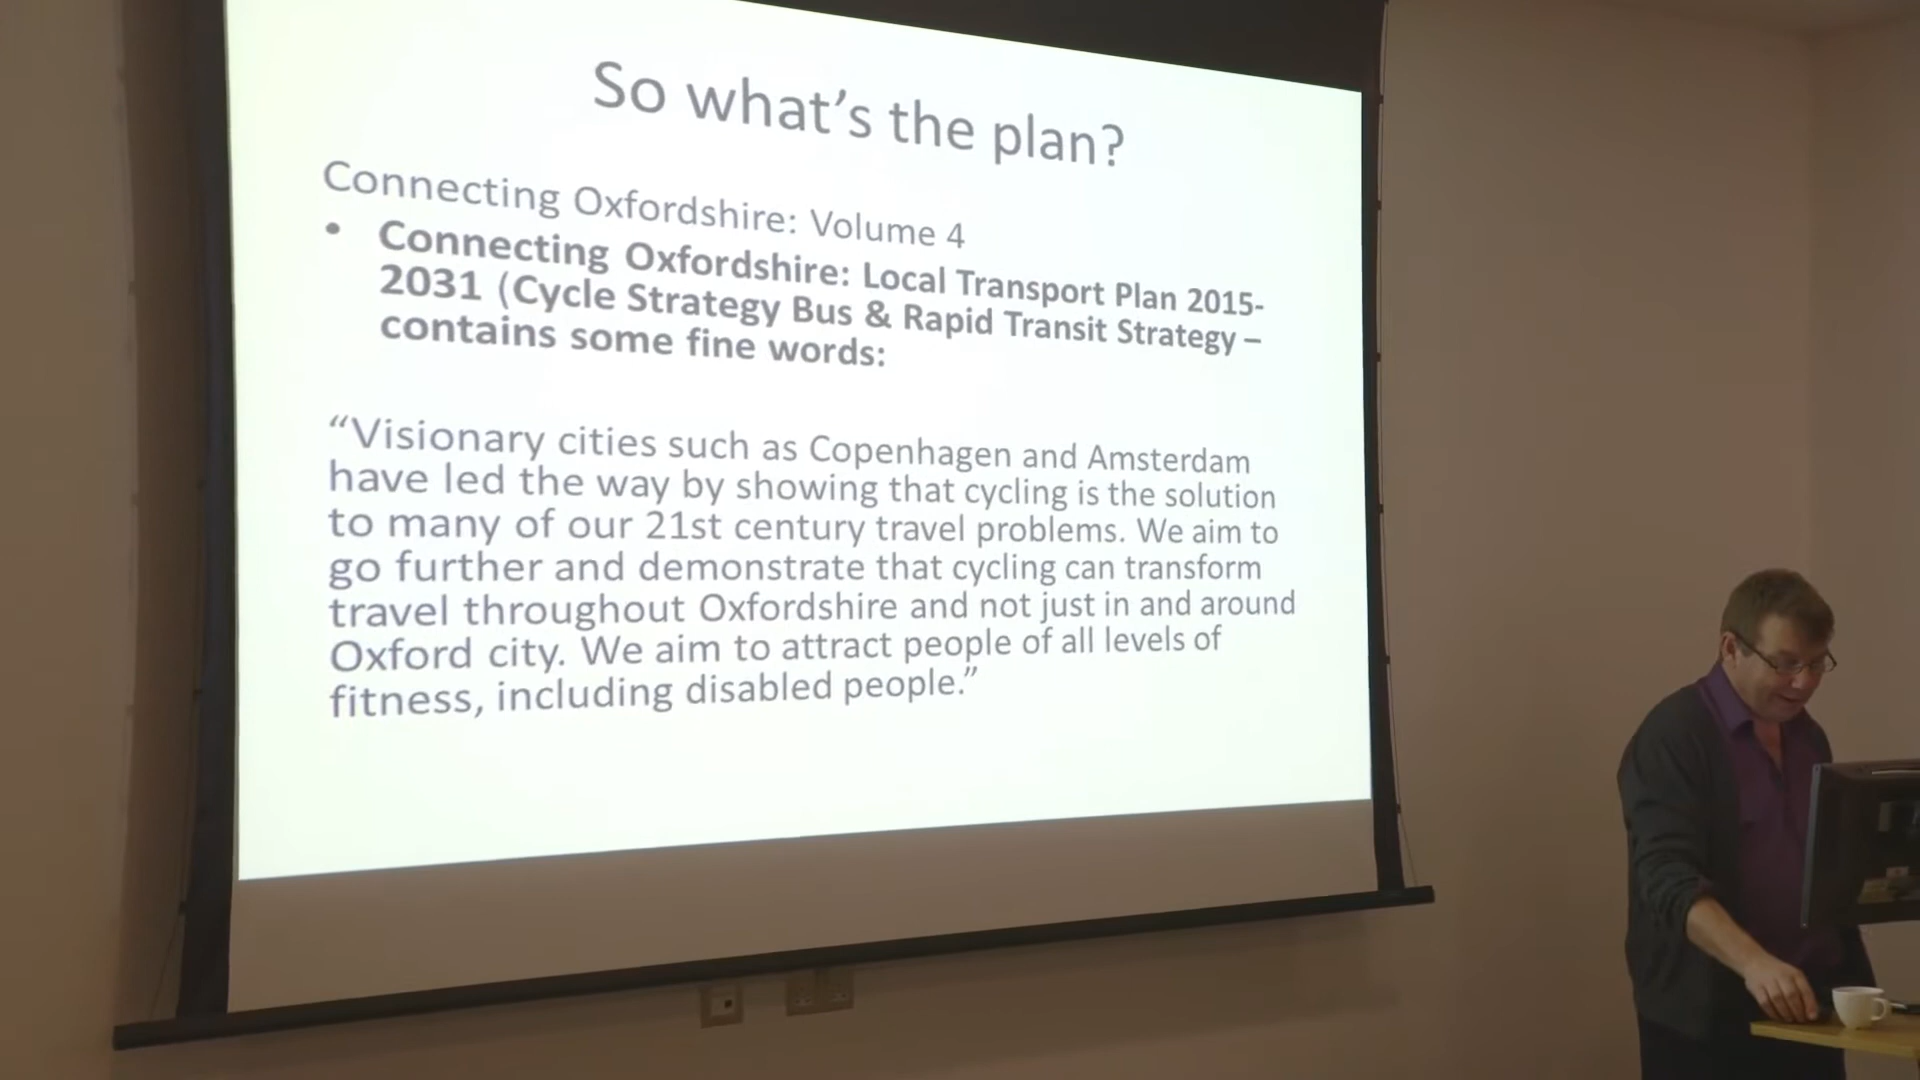 So what's the plan?
Connecting Oxfordshire: Volume 4
• Connecting Oxfordshire: Local Transport Plan 2015-
2031 (Cycle Strategy Bus & Rapid Transit Strategy –
contains some fine words:
“Visionary cities such as Copenhagen and Amsterdam
have led the way by showing that cycling is the solution
to many of our 21st century travel problems. We aim to
go further and demonstrate that cycling can transform
travel throughout Oxfordshire and not just in and around
Oxford city. We aim to attract people of all levels of
fitness, including disabled people.”